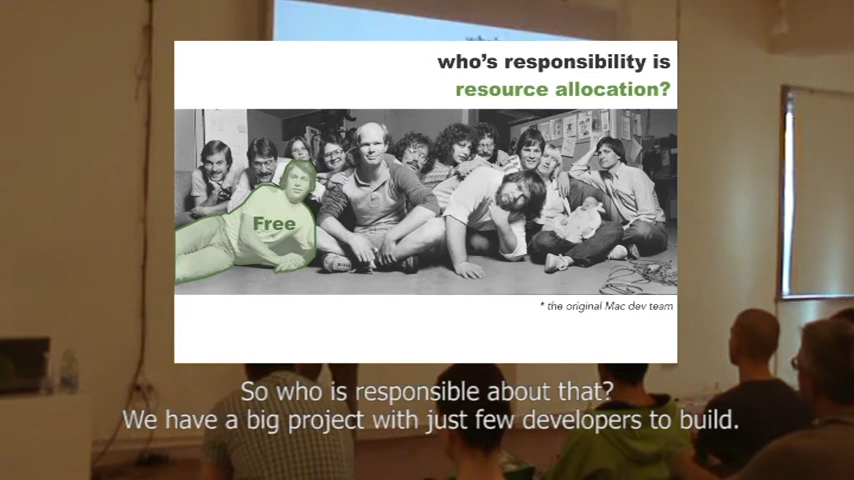 who's responsibility is
resource allocation?
Free
* the original Mac dev team
So who is responsible about that?
We have a big project with just few developers to build.